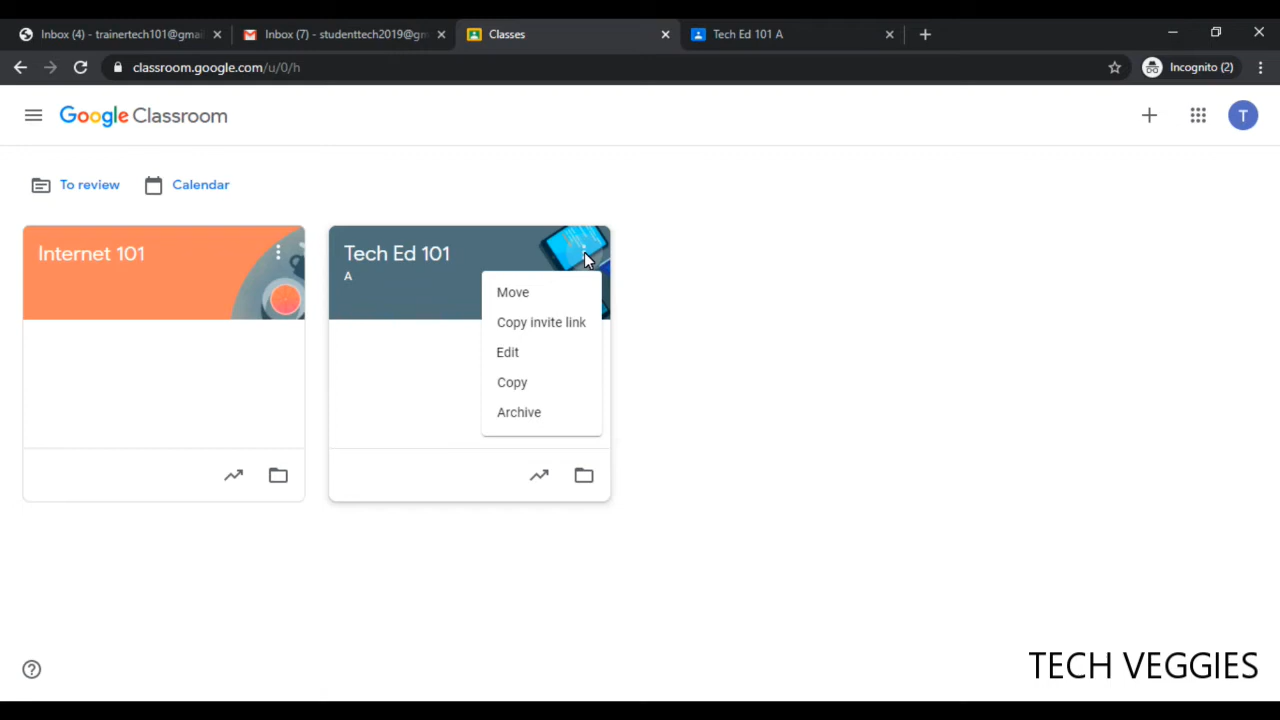 Inbox (4) - trainertech101@gmai
Inbox (7) - studenttech2019@gm
Classes
Tech Ed 101 A
classroom.google.com/u/0/h
Incognito (2)
Google Classroom
T
To review
Calendar
Internet 101
Tech Ed 101
A
Move
Copy invite link
Edit
Copy
Archive
TECH VEGGIES